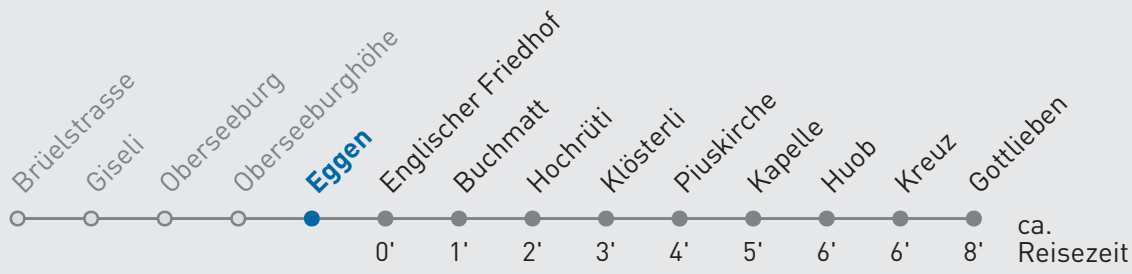 Brüelstrasse
Giseli
Oberseeburg
Oberseeburghöhe
Eggen
Englischer Friedhof
Buchmatt
Hochrüti
Klösterli
Piuskirche
Kapelle
Huob
Kreuz
Gottlieben
0' 1' 2' 3' 4' 5' 6' 6' 8'
ca.
Reisezeit